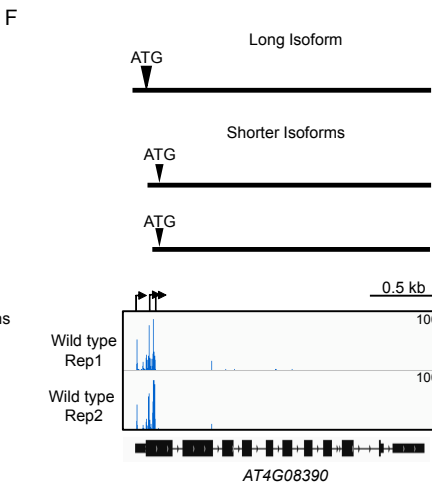 F
Long Isoform
ATG
Shorter Isoforms
ATG
ATG
0.5 kb
Wild type
Rep1
Wild type
Rep2
AT4G08390